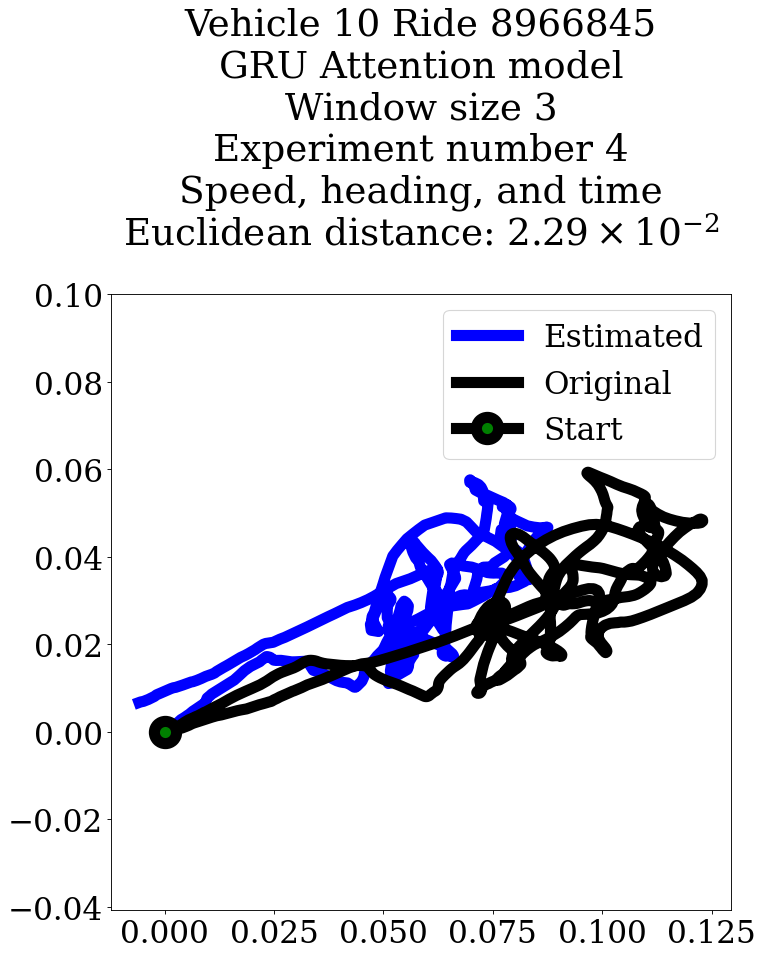 Vehicle 10 Ride 8966845
GRU Attention model
Window size 3
Experiment number 4
Speed, heading, and time
Euclidean distance: 2.29 × 10⁻²
0.10
0.08
0.06
0.04
0.02
0.00
−0.02
−0.04
Estimated
Original
Start
0.000 0.025 0.050 0.075 0.100 0.125